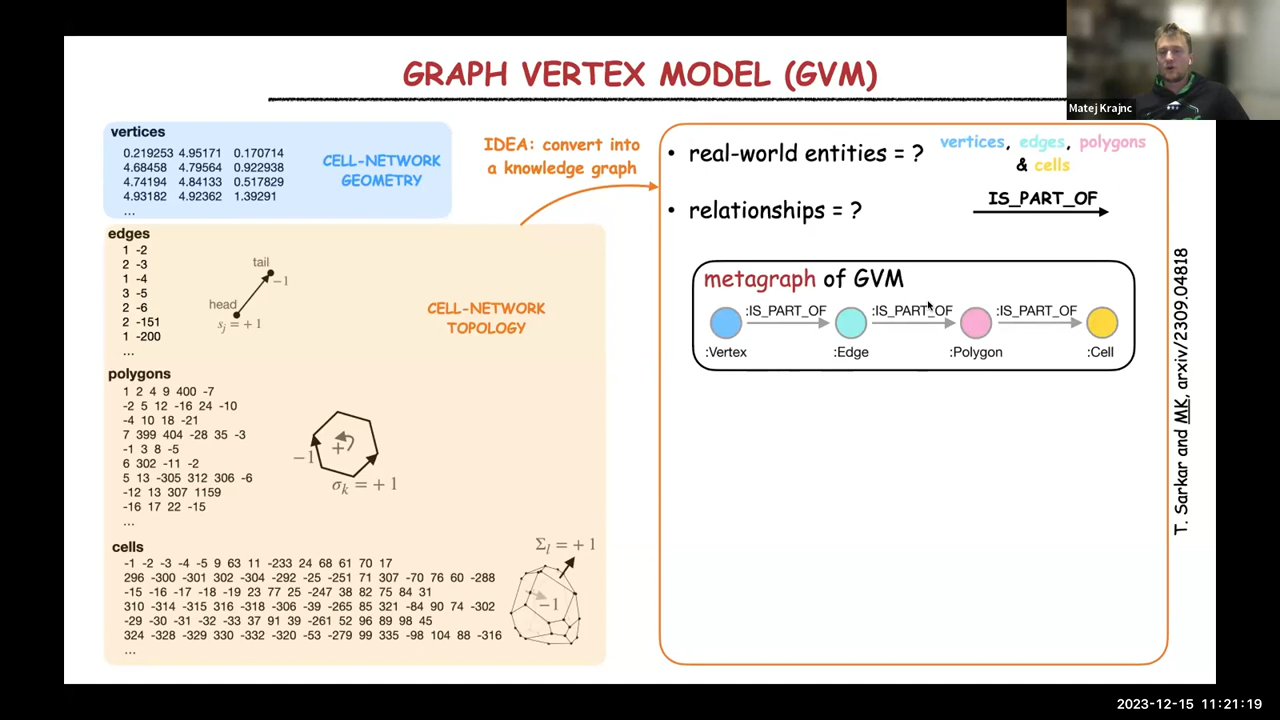 GRAPH VERTEX MODEL (GVM)
Matej Krajnc
vertices
0.219253 4.95171 0.170714
4.68458 4.79564 0.922938
4.74194 4.84133 0.517829
4.93182 4.92362 1.39291
...
CELL-NETWORK
GEOMETRY
edges
1 -2
2 -3
1 -4
3 -5
2 -6
2 -151
1 -200
...
tail
-1
head
s_j = +1
CELL-NETWORK
TOPOLOGY
polygons
1 2 4 9 400 -7
-2 5 12 -16 24 -10
-4 10 18 -21
7 399 404 -28 35 -3
-1 3 8 -5
6 302 -11 -2
5 13 -305 312 306 -6
-12 13 307 1159
-16 17 22 -15
...
+
-1
σ_k = +1
cells
-1 -2 -3 -4 -5 9 63 11 -233 24 68 61 70 17
296 -300 -301 302 -304 -292 -25 -251 71 307 -70 76 60 -288
-15 -16 -17 -18 -19 23 77 25 -247 38 82 75 84 31
310 -314 -315 316 -318 -306 -39 -265 85 321 -84 90 74 -302
-29 -30 -31 -32 -33 37 91 39 -261 52 96 89 98 45
324 -328 -329 330 -332 -320 -53 -279 99 335 -98 104 88 -316
...
Σ_l = +1
-1
IDEA: convert into
a knowledge graph
• real-world entities = ?
vertices, edges, polygons
& cells
• relationships = ?
IS_PART_OF
metagraph of GVM
:IS_PART_OF :IS_PART_OF :IS_PART_OF
:Vertex :Edge :Polygon :Cell
T. Sarkar and MK, arxiv/2309.04818
2023-12-15 11:21:19